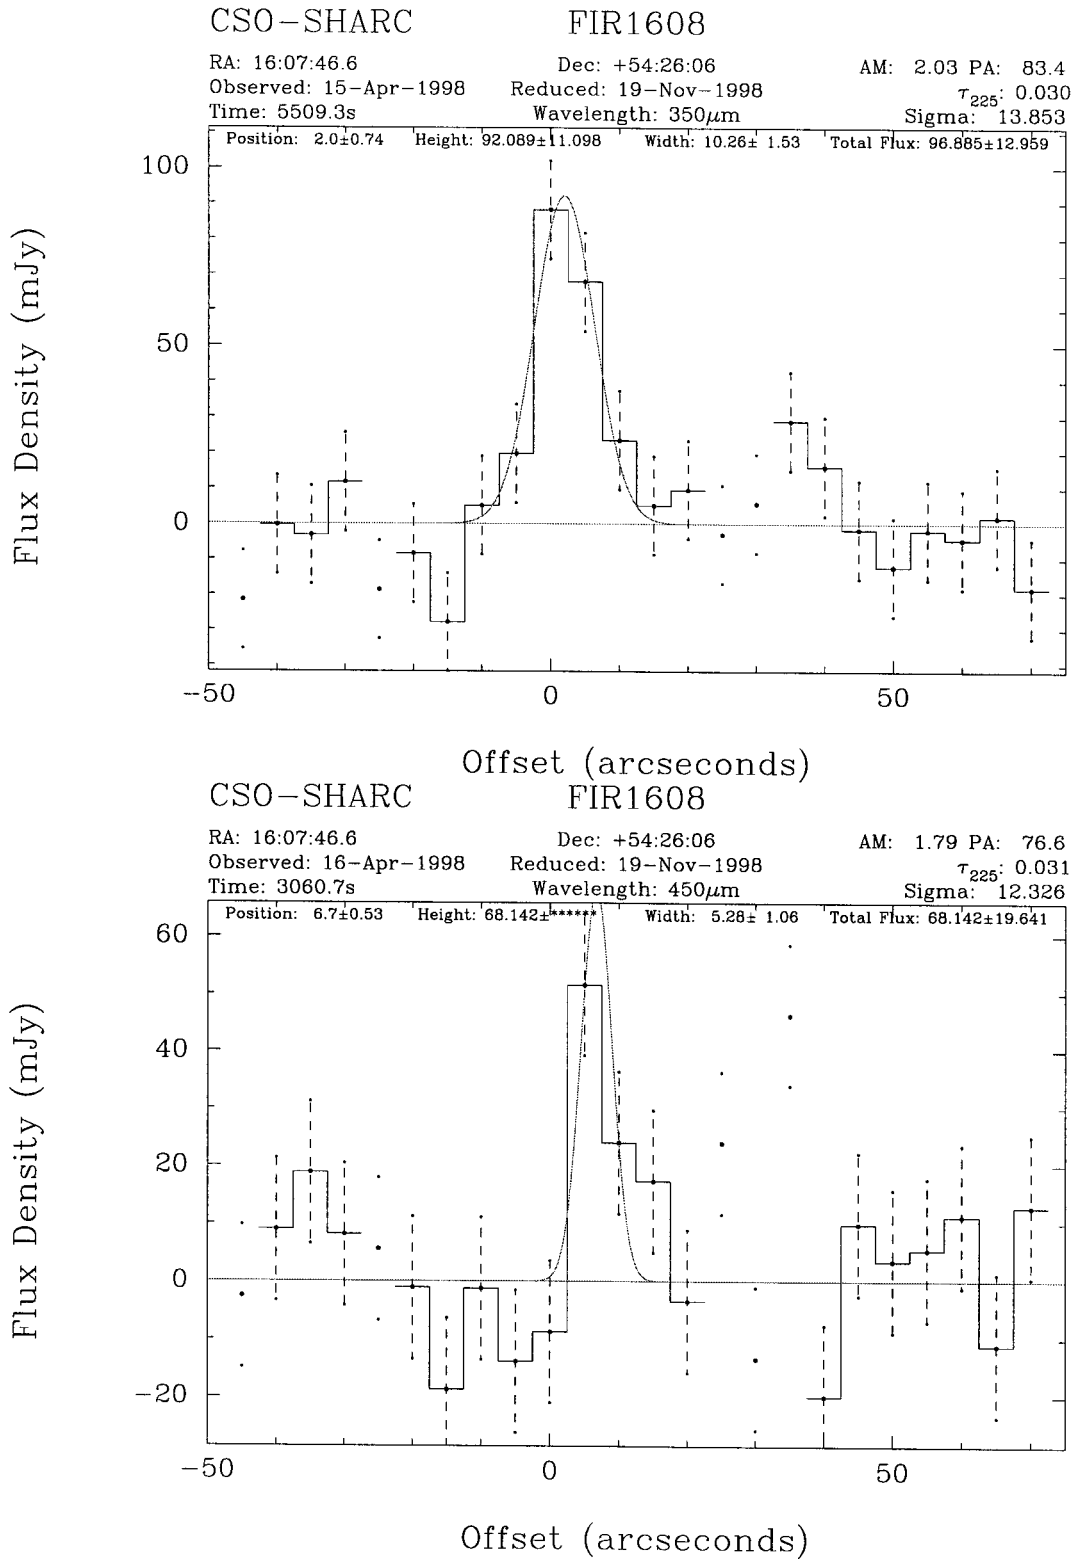 CSO-SHARC FIR1608
RA: 16:07:46.6 Dec: +54:26:06 AM: 2.03 PA: 83.4
Observed: 15-Apr-1998 Reduced: 19-Nov-1998 τ225: 0.030
Time: 5509.3s Wavelength: 350μm Sigma: 13.853
Position: 2.0±0.74 Height: 92.089±11.098 Width: 10.26± 1.53 Total Flux: 96.885±12.959
100
50
0
Flux Density (mJy)
-50 0 50
Offset (arcseconds)
CSO-SHARC FIR1608
RA: 16:07:46.6 Dec: +54:26:06 AM: 1.79 PA: 76.6
Observed: 16-Apr-1998 Reduced: 19-Nov-1998 τ225: 0.031
Time: 3060.7s Wavelength: 450μm Sigma: 12.326
Position: 6.7±0.53 Height: 68.142±****** Width: 5.28± 1.06 Total Flux: 68.142±19.641
60
40
20
0
-20
Flux Density (mJy)
-50 0 50
Offset (arcseconds)